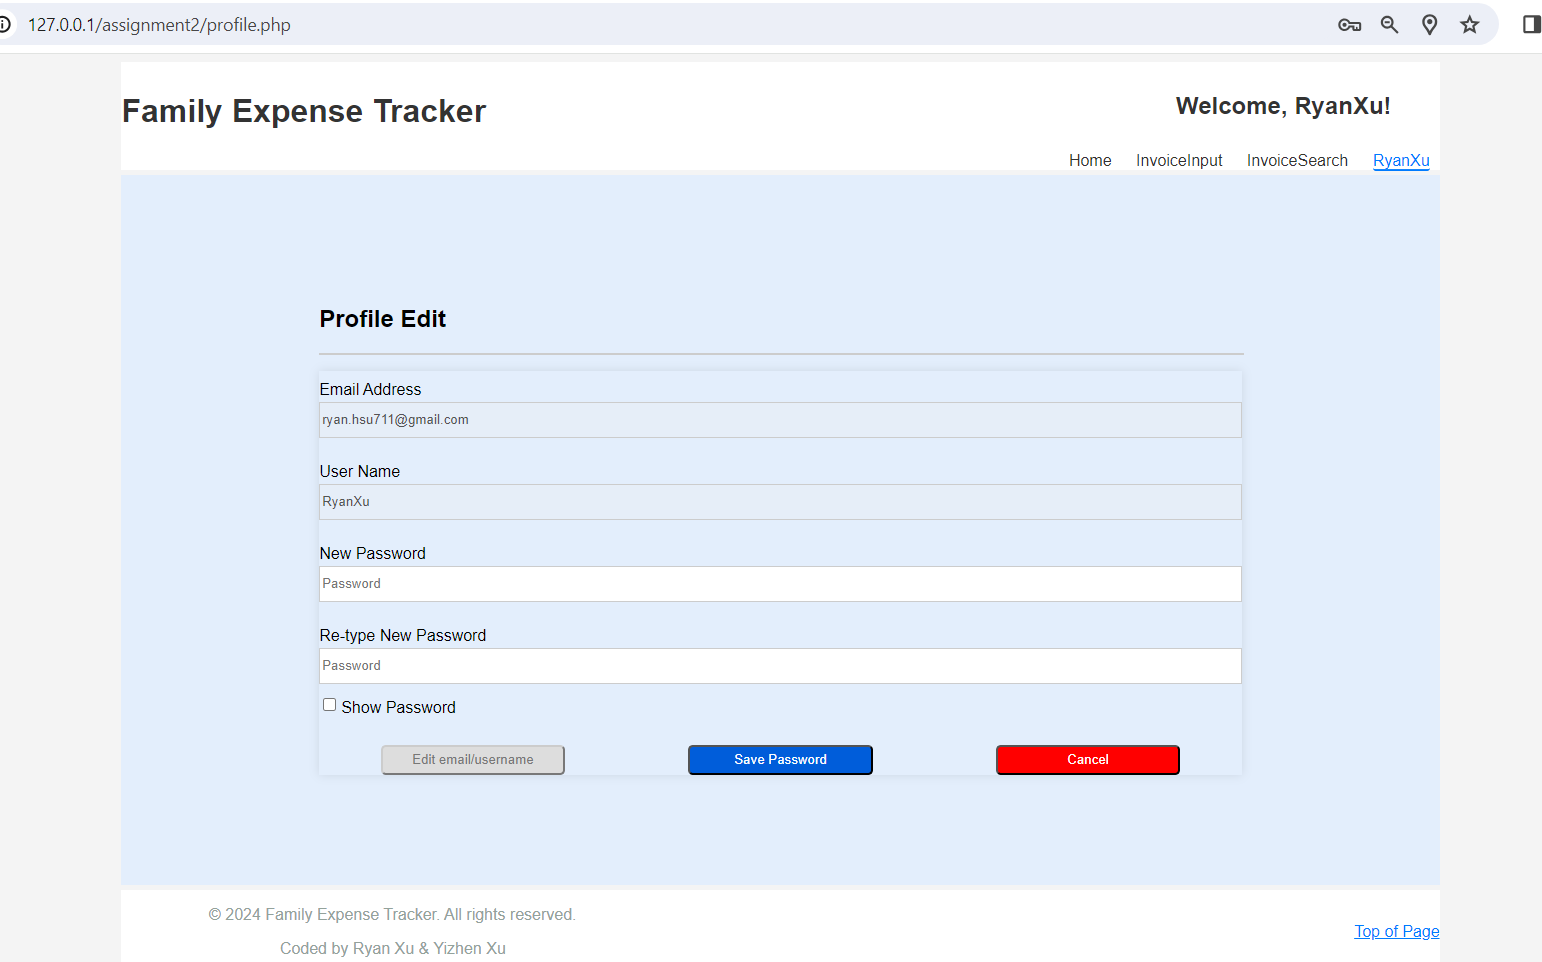 127.0.0.1/assignment2/profile.php
Family Expense Tracker
Welcome, RyanXu!
Home InvoiceInput InvoiceSearch RyanXu
Profile Edit
Email Address
ryan.hsu711@gmail.com
User Name
RyanXu
New Password
Password
Re-type New Password
Password
Show Password
Edit email/username Save Password Cancel
© 2024 Family Expense Tracker. All rights reserved.
Top of Page
Coded by Ryan Xu & Yizhen Xu